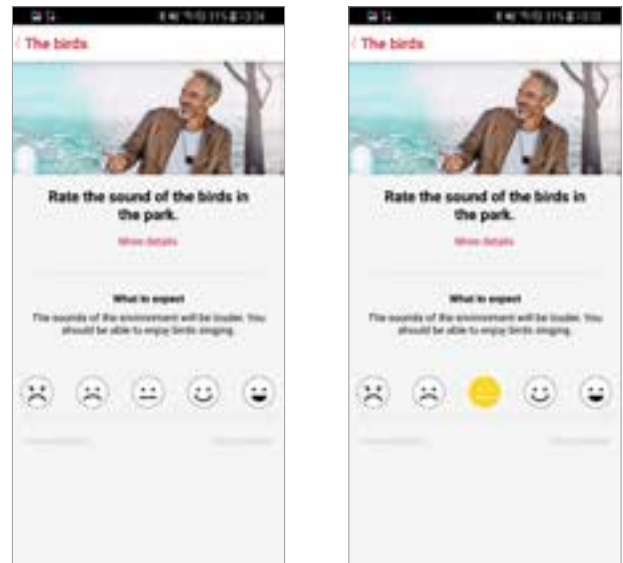 The birds
Rate the sound of the birds in
the park.
More details
What to expect
The sounds of the environment will be louder. You
should be able to enjoy birds singing.
The birds
Rate the sound of the birds in
the park.
More details
What to expect
The sounds of the environment will be louder. You
should be able to enjoy birds singing.